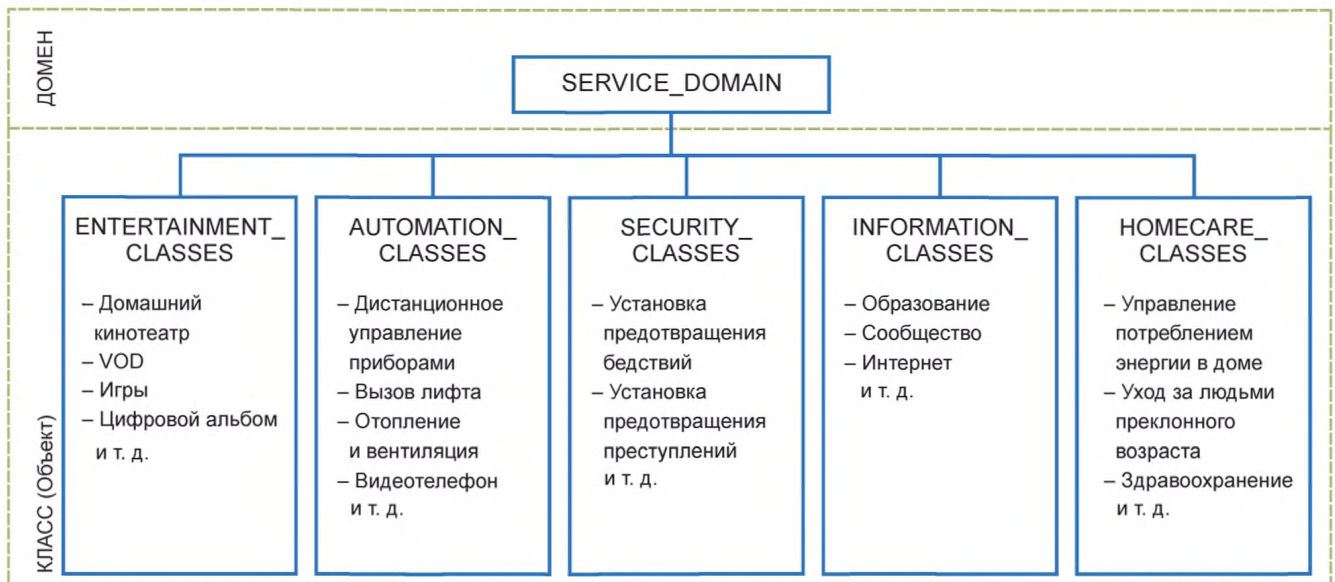 ДОМЕН
SERVICE_DOMAIN
КЛАСС (Объект)
ENTERTAINMENT_
CLASSES
– Домашний
кинотеатр
– VOD
– Игры
– Цифровой альбом
и т. д.
AUTOMATION_
CLASSES
– Дистанционное
управление
приборами
– Вызов лифта
– Отопление
и вентиляция
– Видеотелефон
и т. д.
SECURITY_
CLASSES
– Установка
предотвращения
бедствий
– Установка
предотвращения
преступлений
и т. д.
INFORMATION_
CLASSES
– Образование
– Сообщество
– Интернет
и т. д.
HOMECARE_
CLASSES
– Управление
потреблением
энергии в доме
– Уход за людьми
преклонного
возраста
– Здравоохранение
и т. д.